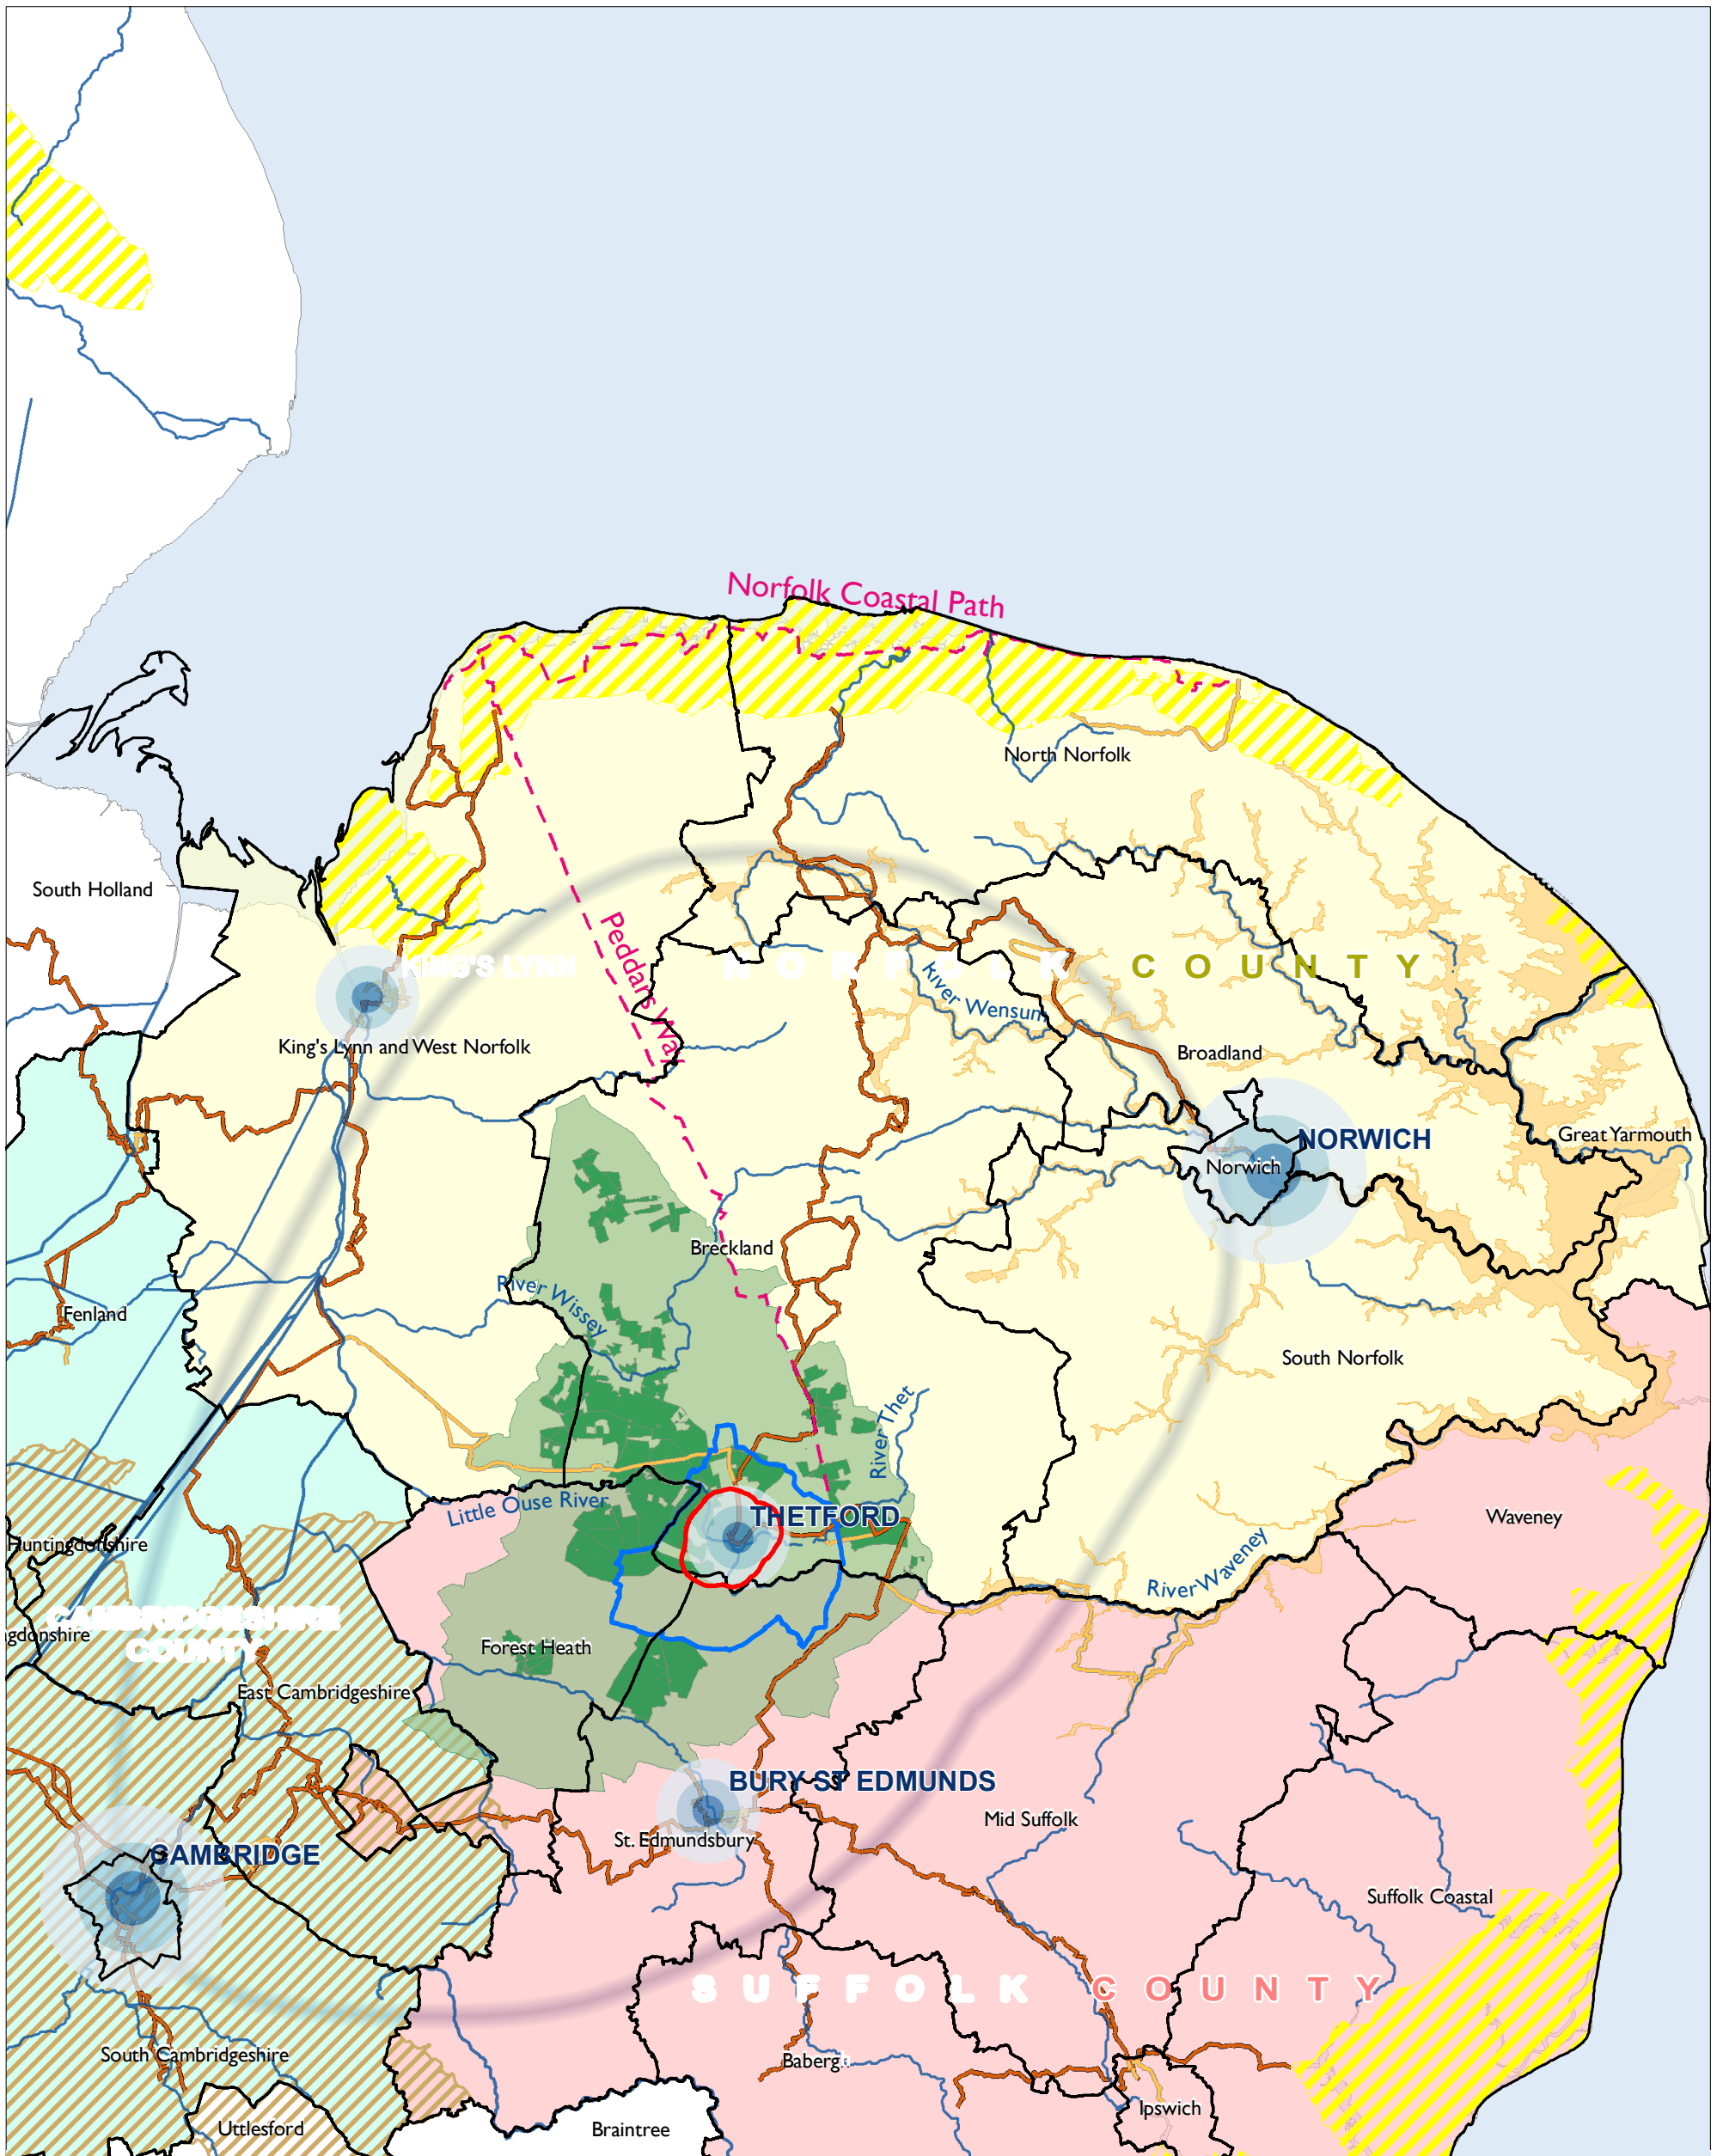 Norfolk Coastal Path
North Norfolk
South Holland
KING'S LYNN
NORFOLK COUNTY
Peddars Way
River Wensum
King's Lynn and West Norfolk
Broadland
NORWICH
Great Yarmouth
Norwich
Breckland
River Wissey
Fenland
South Norfolk
River Thet
Little Ouse River
THETFORD
Waveney
Huntingdonshire
River Waveney
CAMBRIDGESHIRE
COUNTY
gdonshire
Forest Heath
East Cambridgeshire
BURY ST EDMUNDS
Mid Suffolk
St. Edmundsbury
CAMBRIDGE
Suffolk Coastal
SUFFOLK COUNTY
South Cambridgeshire
Babergh
Ipswich
Uttlesford
Braintree